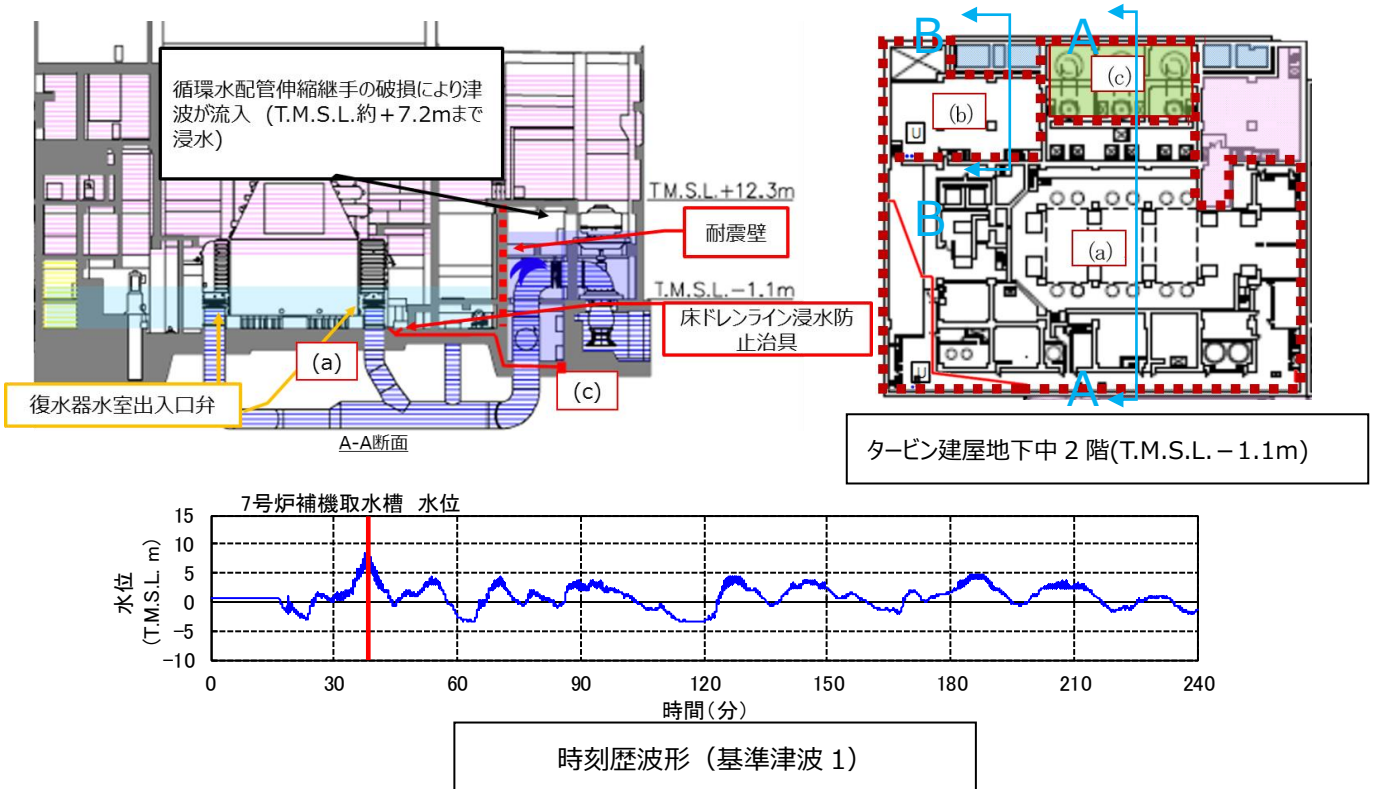 循環水配管伸縮継手の破損により津
波が流入 (T.M.S.L.約+7.2mまで
浸水)
T.M.S.L.+12.3m
耐震壁
T.M.S.L.-1.1m
床ドレンライン浸水防
止治具
(a)
(c)
復水器水室出入口弁
A-A断面
B
A
(c)
(b)
U
B
(a)
U
A
タービン建屋地下中 2 階(T.M.S.L.-1.1m)
7号炉補機取水槽 水位
水位
(T.M.S.L. m)
15
10
5
0
-5
-10
0 30 60 90 120 150 180 210 240
時間(分)
時刻歴波形（基準津波 1）